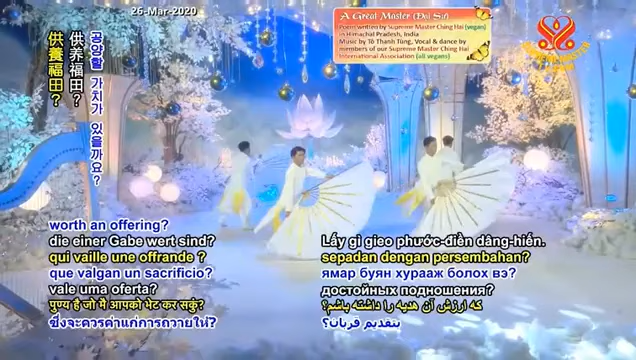 26-Mar-2020
A Great Master (Đại Sư)
Poem written by Supreme Master Ching Hai (vegan)
in Himachal Pradesh, India
Music by Tô Thanh Tùng, Vocal & dance by
members of our Supreme Master Ching Hai
International Association (all vegans)
공양할 가치가 있을까요?
供养福田?
供養福田?
worth an offering?
die einer Gabe wert sind?
qui vaille une offrande ?
que valgan un sacrificio?
vale uma oferta?
पुण्य है जो मैं आपको भेट कर सकूं?
ซึ่งจะควรค่าแก่การถวายให้?
Lấy gì gieo phước-điền dâng-hiến.
sepadan dengan persembahan?
ямар буян хурааж болох вэ?
достойных подношения?
که ارزش آن هدیه را داشته باشم؟
بتقديم قربان؟